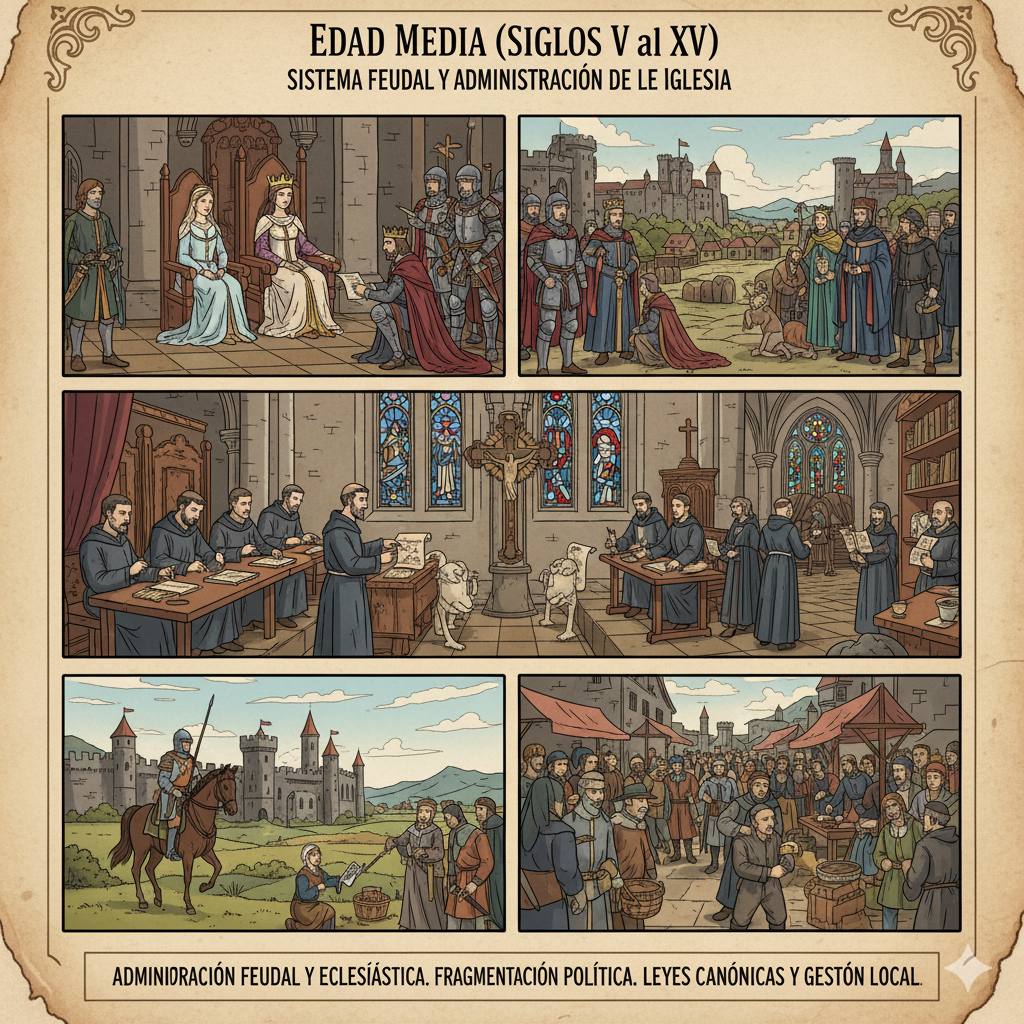 EDAD MEDIA (SIGLOS V al XV)
SISTEMA FEUDAL Y ADMINISTRACIÓN DE LE IGLESIA
ADMINIDRACIÓN FEUDAL Y ECLESÍÁSTICA. FRAGMENTACIÓN POLÍTICA. LEYES CANÓNICAS Y GESTÓN LOCAL.